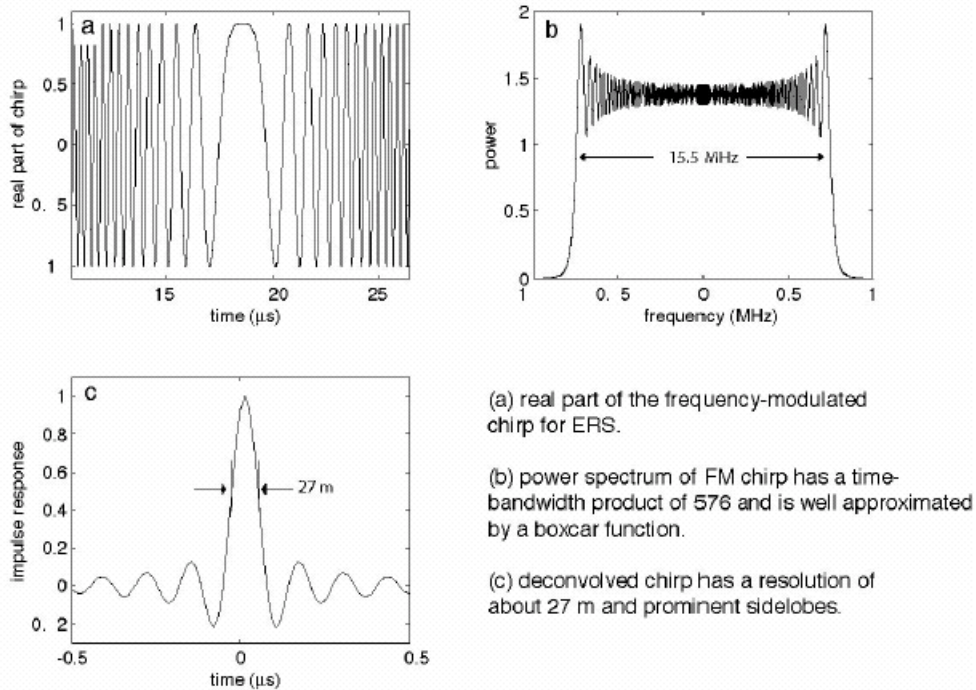 a
real part of chirp
1
0.5
0
0. 5
1
15
20
25
time (μs)
b
power
2
1.5
1
0.5
0
15.5 MHz
1
0. 5
0
0.5
1
frequency (MHz)
c
impulse response
1
0.8
0.6
0.4
0.2
0
0. 2
27 m
-0.5
0
0.5
time (μs)
(a) real part of the frequency-modulated
chirp for ERS.
(b) power spectrum of FM chirp has a time-
bandwidth product of 576 and is well approximated
by a boxcar function.
(c) deconvolved chirp has a resolution of
about 27 m and prominent sidelobes.